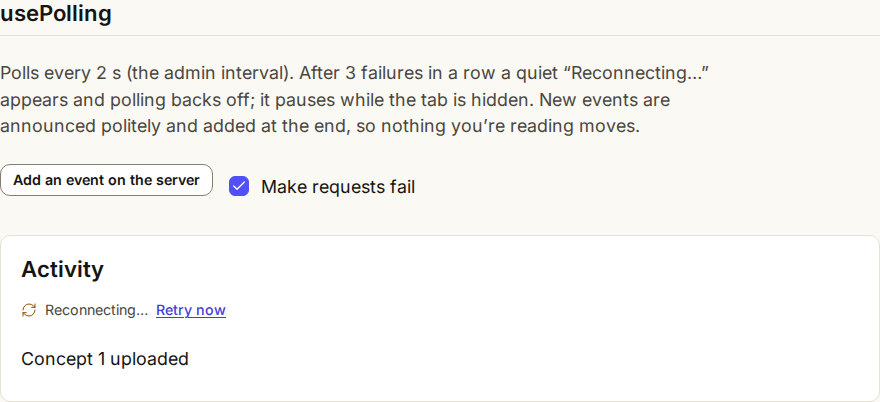 usePolling
Polls every 2 s (the admin interval). After 3 failures in a row a quiet “Reconnecting…”
appears and polling backs off; it pauses while the tab is hidden. New events are
announced politely and added at the end, so nothing you’re reading moves.
Add an event on the server
Make requests fail
Activity
Reconnecting… Retry now
Concept 1 uploaded